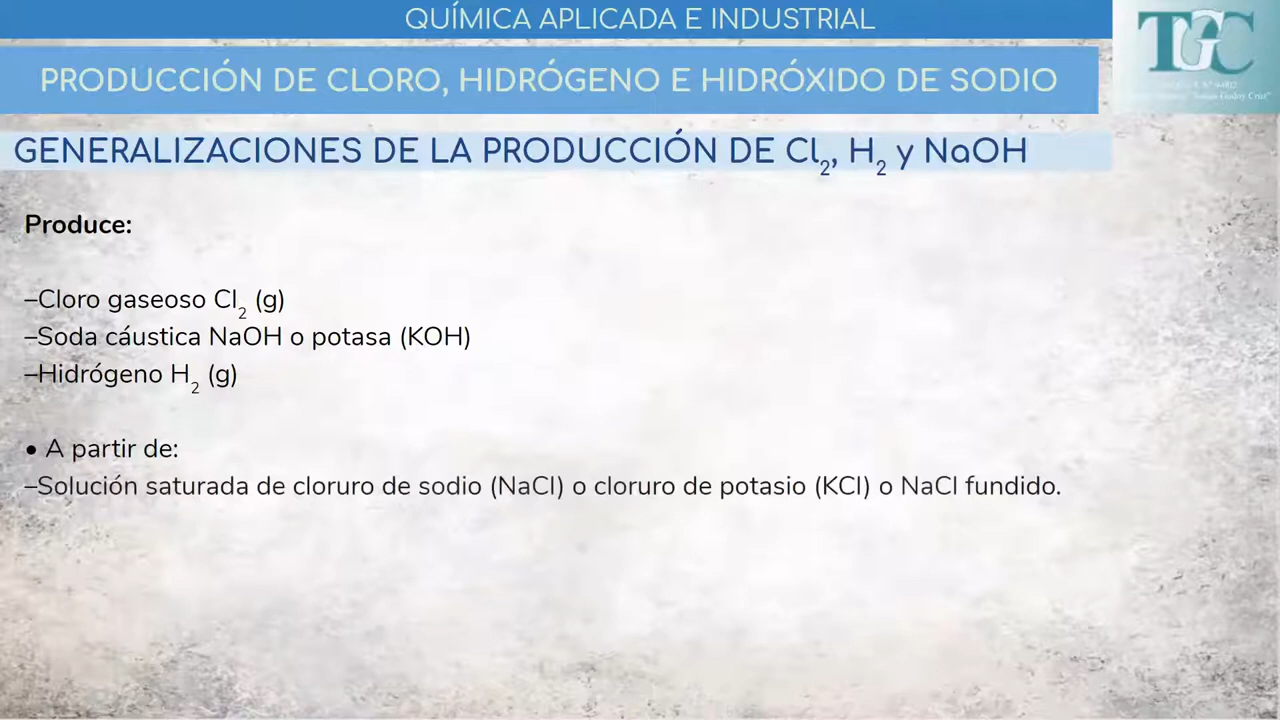 QUÍMICA APLICADA E INDUSTRIAL
TGC
PRODUCCIÓN DE CLORO, HIDRÓGENO E HIDRÓXIDO DE SODIO
GENERALIZACIONES DE LA PRODUCCIÓN DE Cl₂, H₂ y NaOH
Produce:
–Cloro gaseoso Cl₂ (g)
–Soda cáustica NaOH o potasa (KOH)
–Hidrógeno H₂ (g)
• A partir de:
–Solución saturada de cloruro de sodio (NaCl) o cloruro de potasio (KCl) o NaCl fundido.